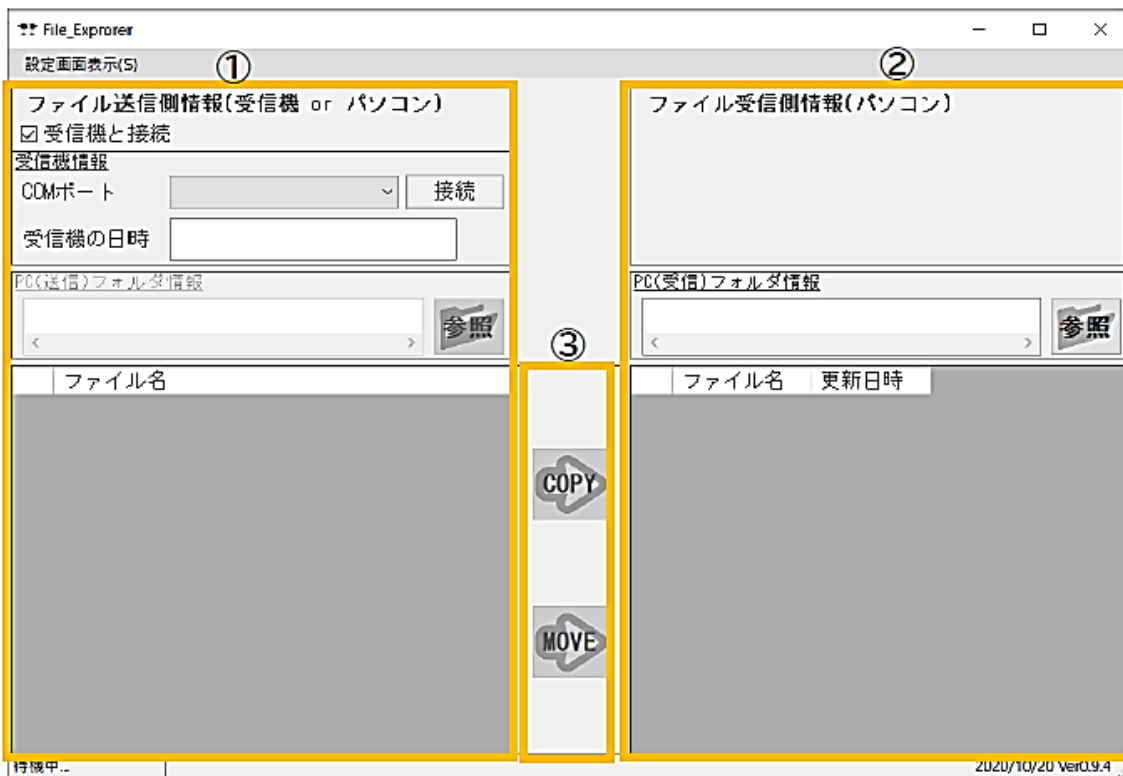 File_Exprorer
設定画面表示(S)
①
②
ファイル送信側情報(受信機 or パソコン)
受信機と接続
受信機情報
COMポート
接続
受信機の日時
PC(送信)フォルダ情報
参照
ファイル名
③
COPY
MOVE
ファイル受信側情報(パソコン)
PC(受信)フォルダ情報
参照
ファイル名 更新日時
待機中...
2020/10/20 Ver0.9.4